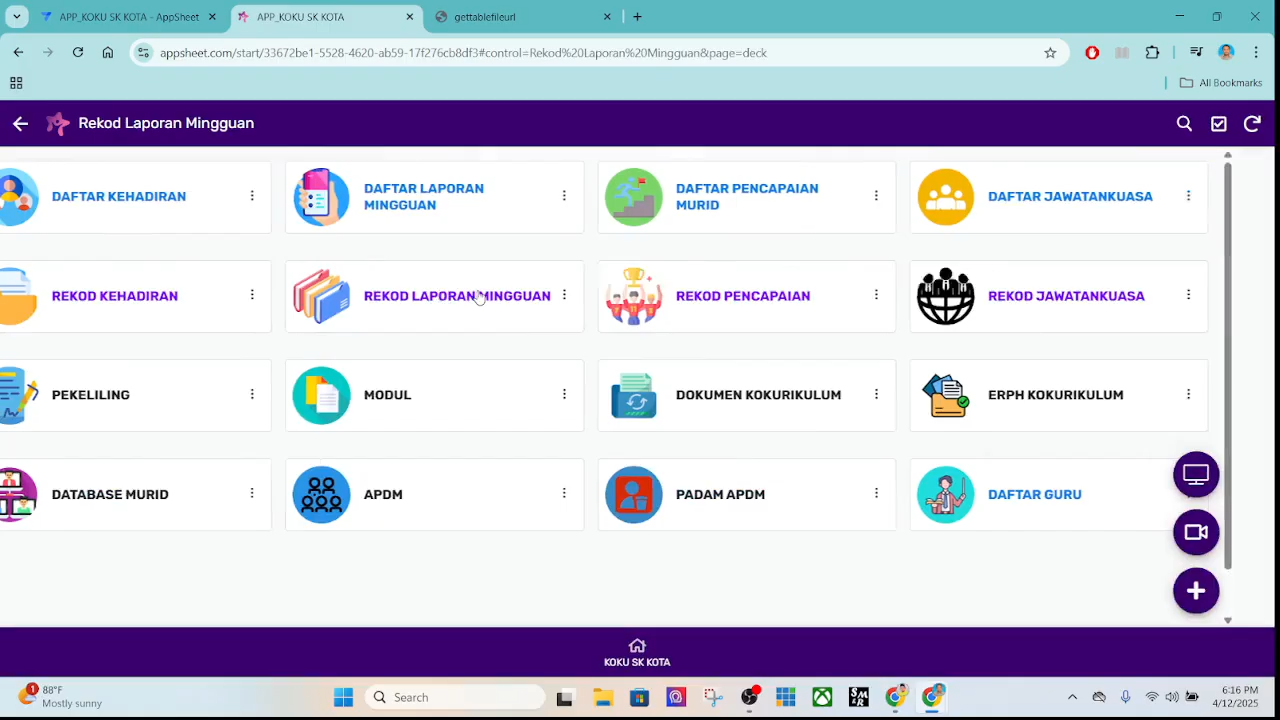 APP_KOKU SK KOTA - AppSheet
APP_KOKU SK KOTA
gettablefileurl
appsheet.com/start/33672be1-5528-4620-ab59-17f276cb8df3#control=Rekod%20Laporan%20Mingguan&page=deck
All Bookmarks
Rekod Laporan Mingguan
DAFTAR KEHADIRAN
DAFTAR LAPORAN
MINGGUAN
DAFTAR PENCAPAIAN
MURID
DAFTAR JAWATANKUASA
REKOD KEHADIRAN
REKOD LAPORAN MINGGUAN
REKOD PENCAPAIAN
REKOD JAWATANKUASA
PEKELILING
MODUL
DOKUMEN KOKURIKULUM
ERPH KOKURIKULUM
DATABASE MURID
APDM
PADAM APDM
DAFTAR GURU
KOKU SK KOTA
1
88°F
Mostly sunny
Search
6:16 PM
4/12/2025